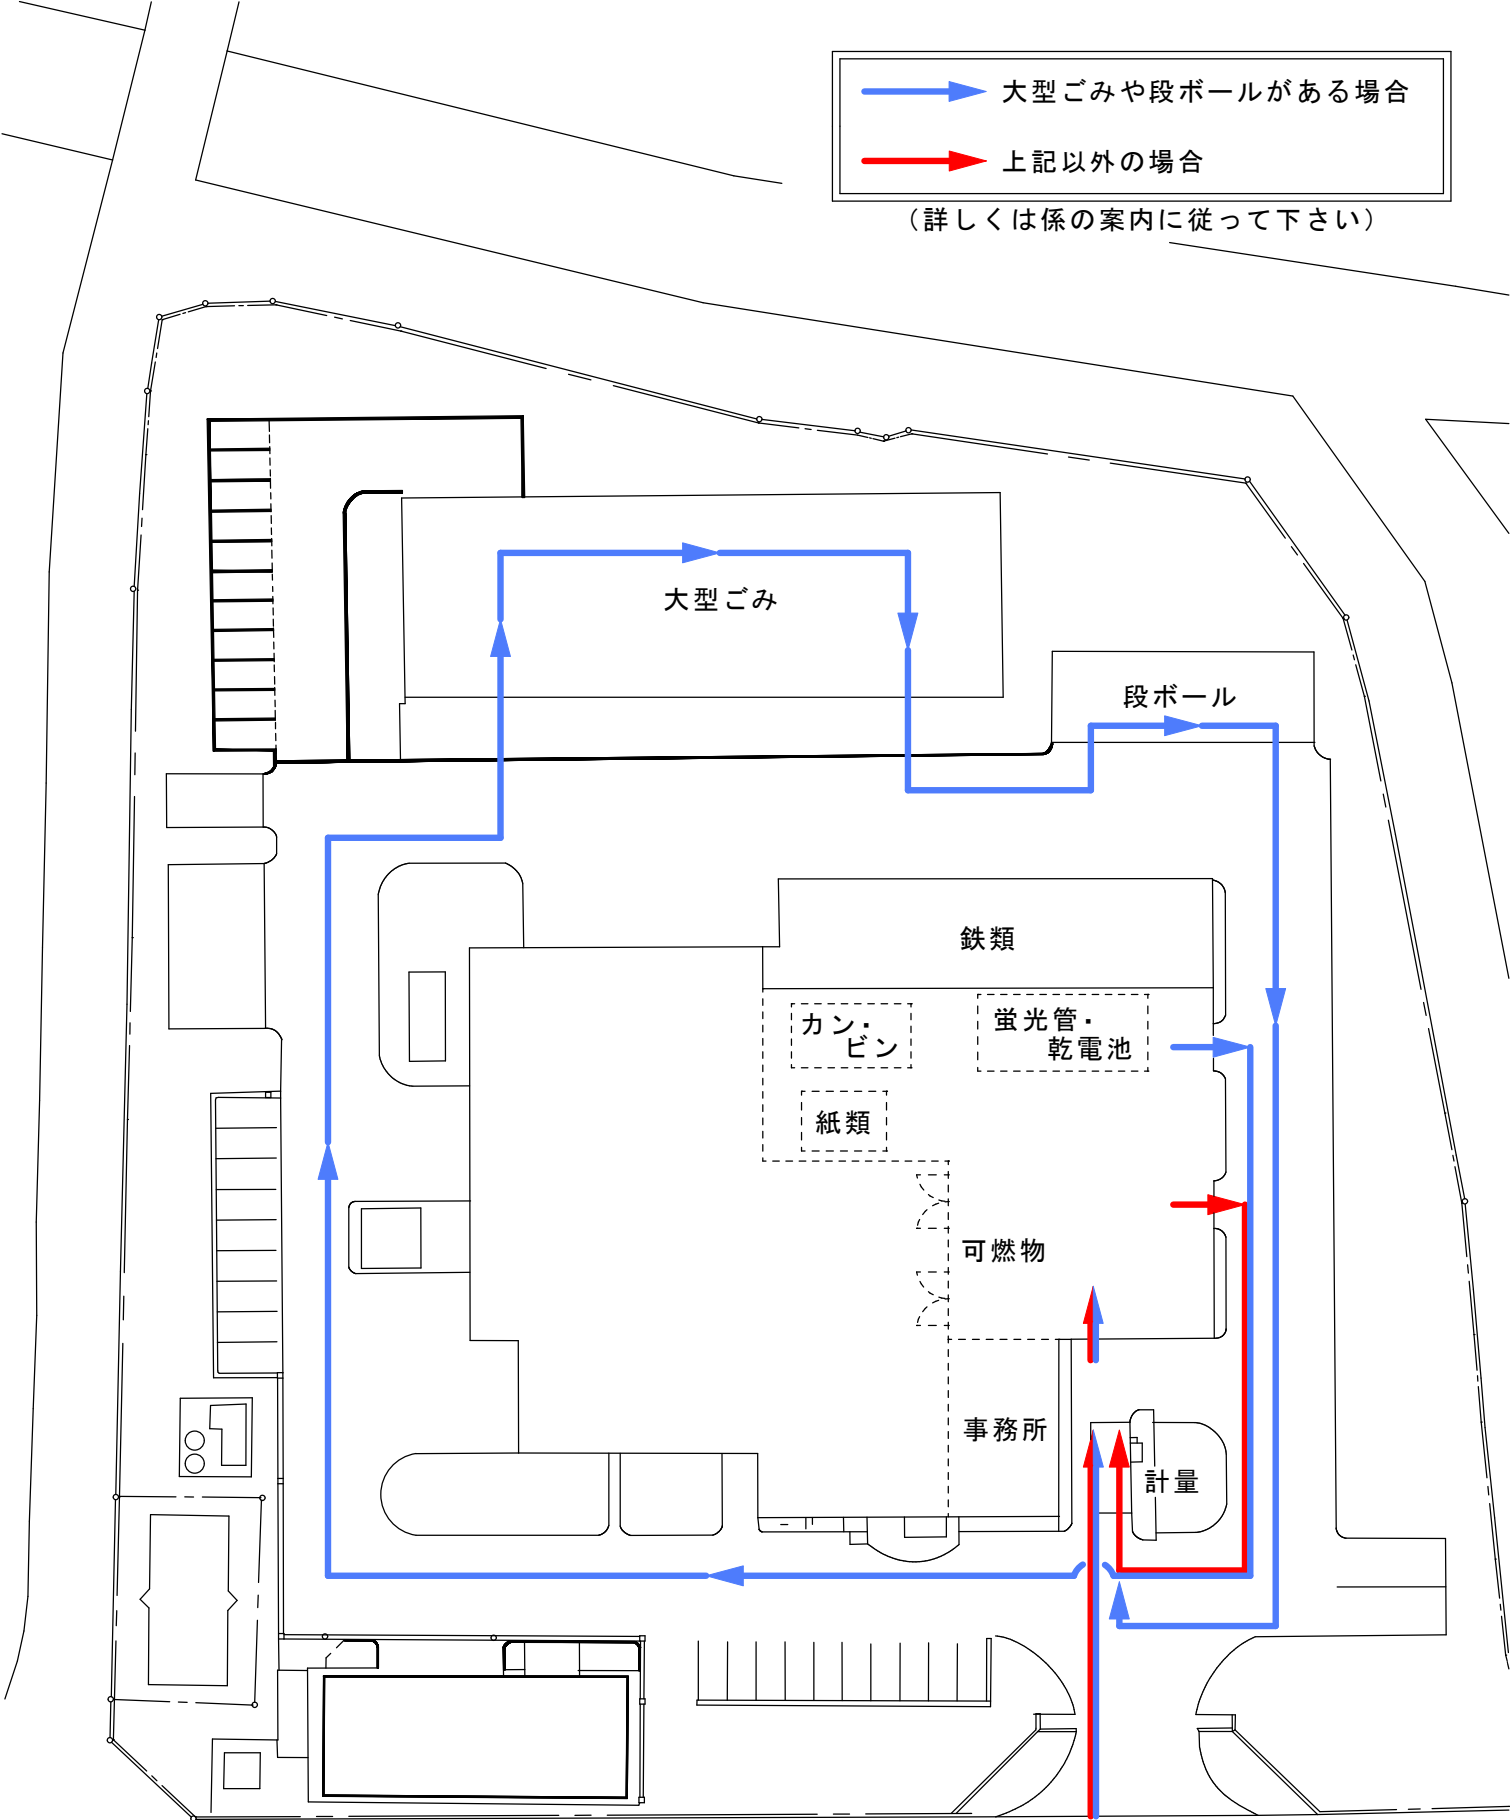 大型ごみや段ボールがある場合
上記以外の場合
（詳しくは係の案内に従って下さい）
大型ごみ
段ボール
鉄類
カン・
ビン
蛍光管・
乾電池
紙類
可燃物
事務所
計量